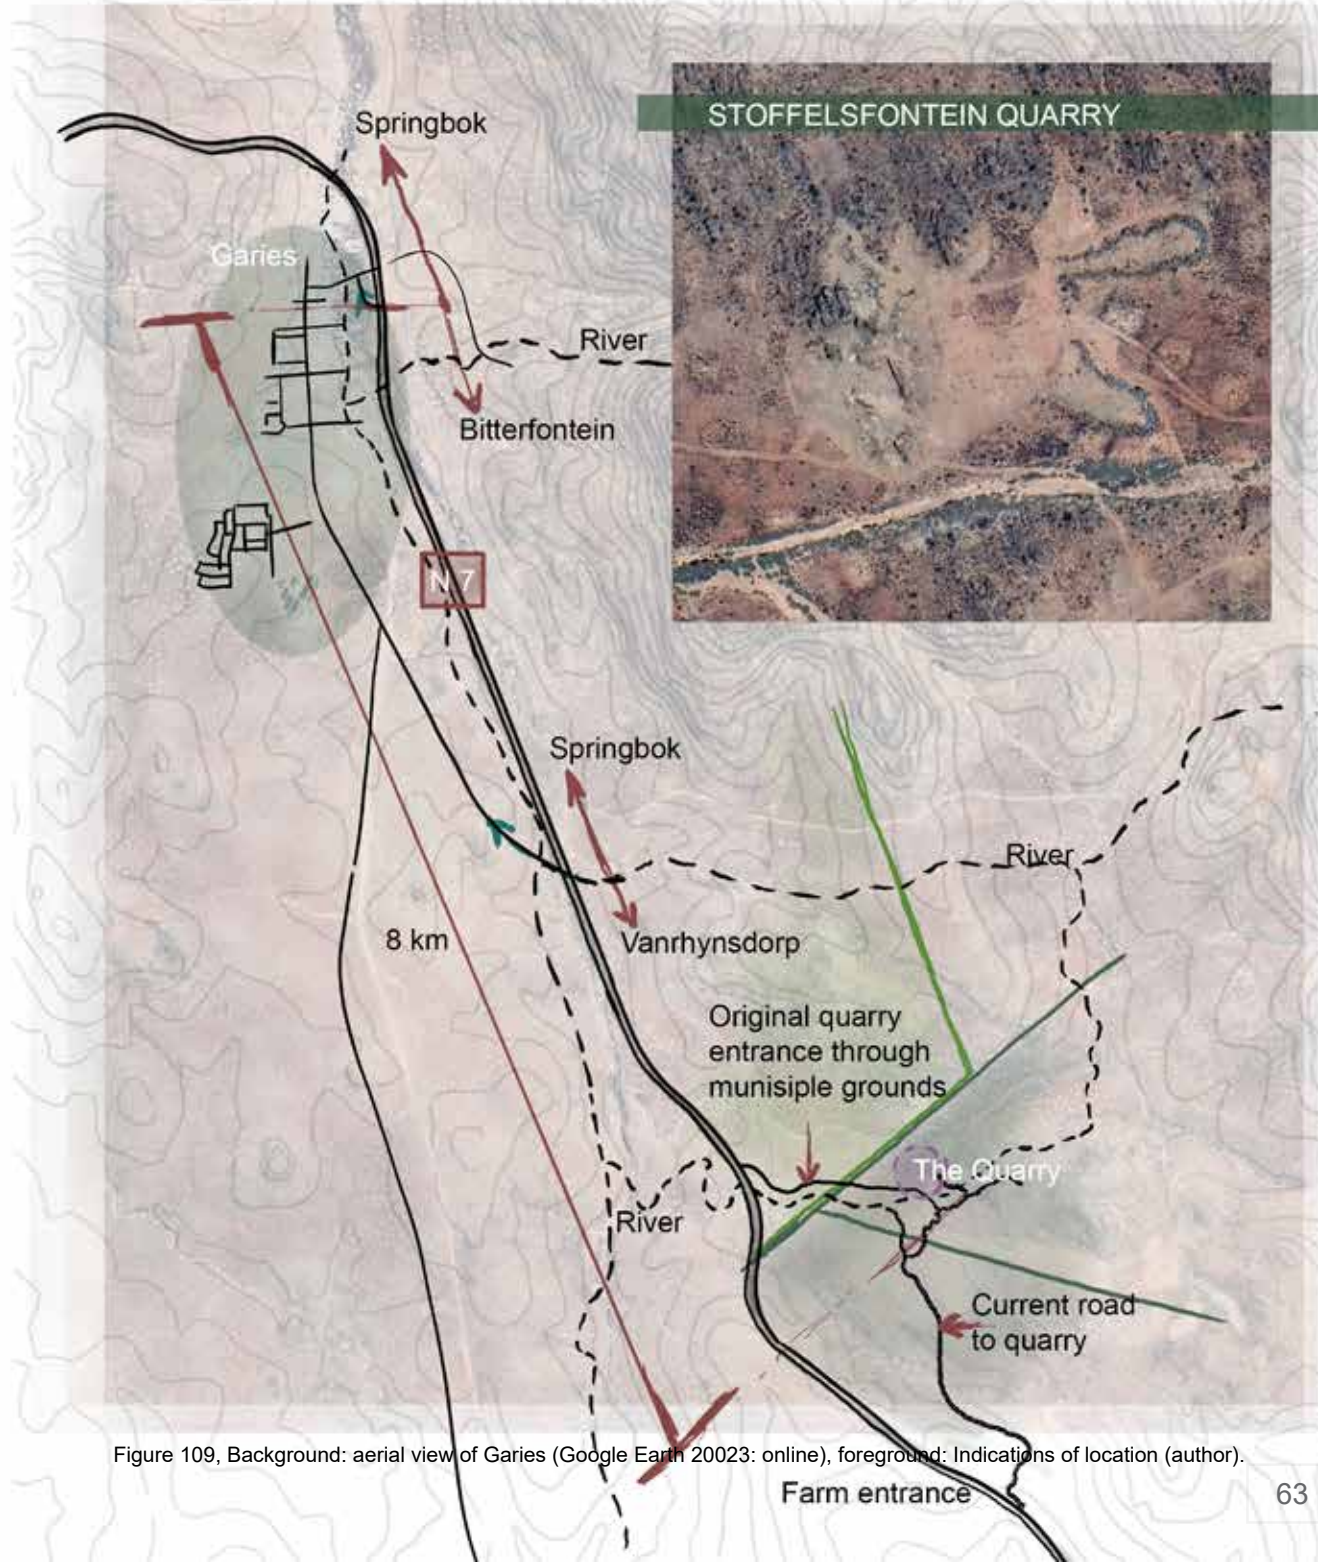 STOFFELSFONTEIN QUARRY
Springbok
Garies
River
Bitterfontein
N 7
Springbok
River
8 km
Vanrhynsdorp
Original quarry
entrance through
munisiple grounds
The Quarry
River
Current road
to quarry
Figure 109, Background: aerial view of Garies (Google Earth 20023: online), foreground: Indications of location (author).
Farm entrance
63